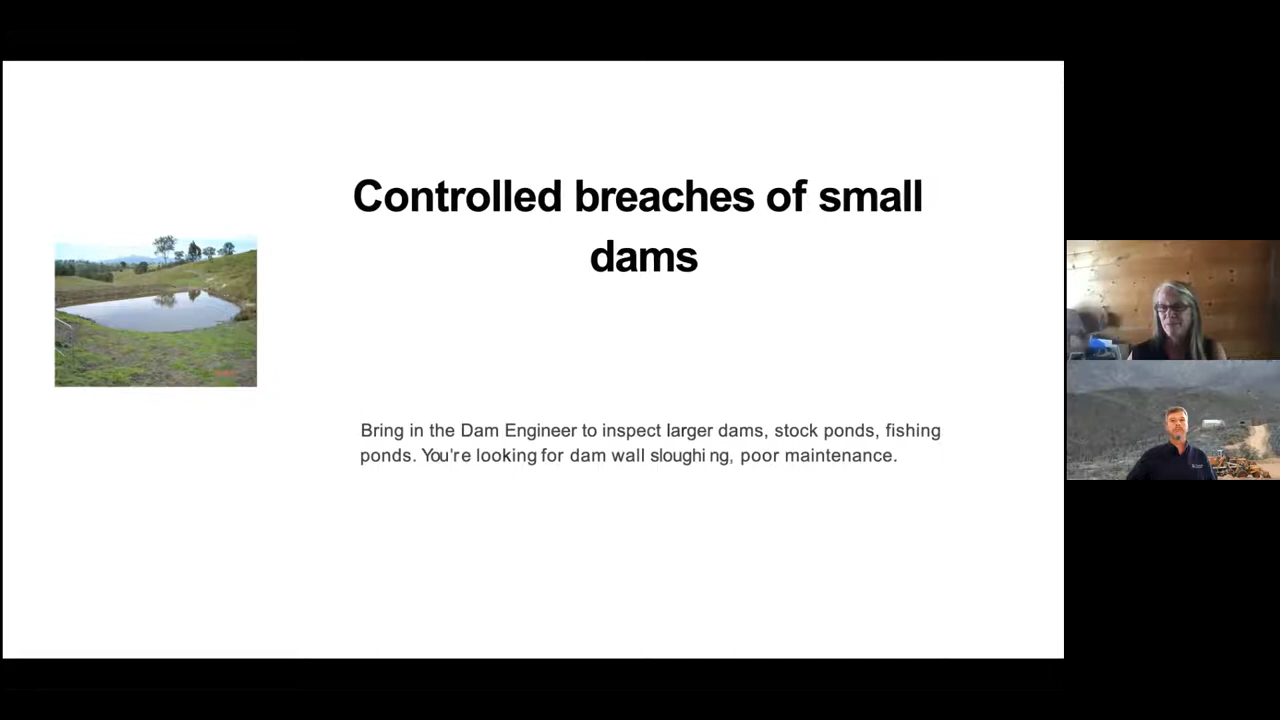 Controlled breaches of small
dams
Bring in the Dam Engineer to inspect larger dams, stock ponds, fishing
ponds. You're looking for dam wall sloughi ng, poor maintenance.